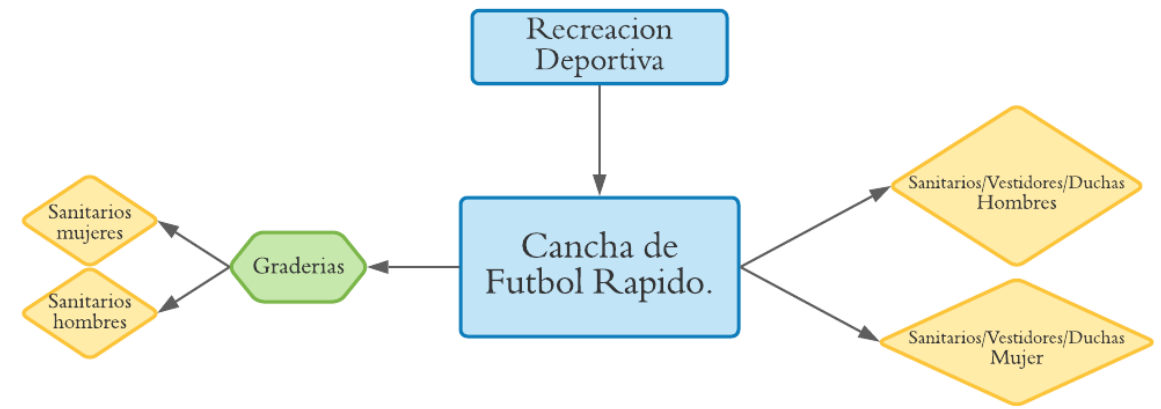 Recreacion
Deportiva
Sanitarios/Vestidores/Duchas
Hombres
Sanitarios
mujeres
Cancha de
Futbol Rapido.
Graderias
Sanitarios
hombres
Sanitarios/Vestidores/Duchas
Mujer